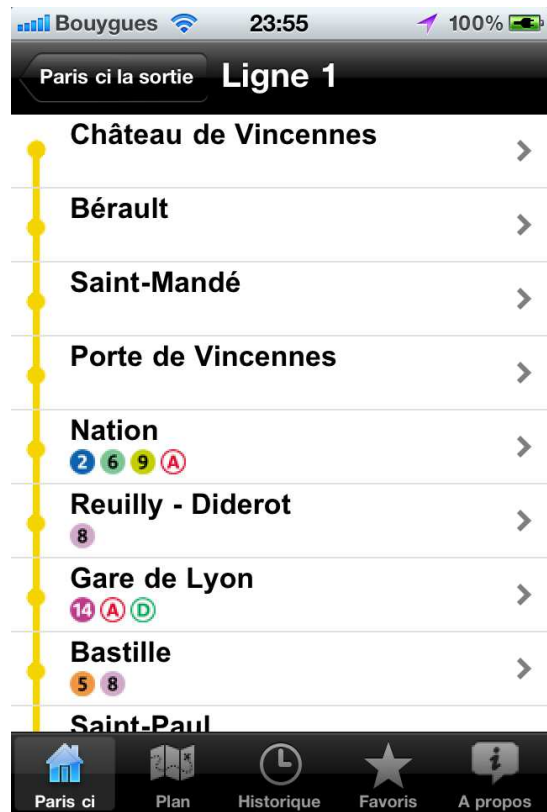 Bouygues 23:55 100%
Paris ci la sortie Ligne 1
Château de Vincennes
Bérault
Saint-Mandé
Porte de Vincennes
Nation
2 6 9 A
Reuilly - Diderot
8
Gare de Lyon
14 A D
Bastille
5 8
Saint-Paul
Paris ci Plan Historique Favoris A propos